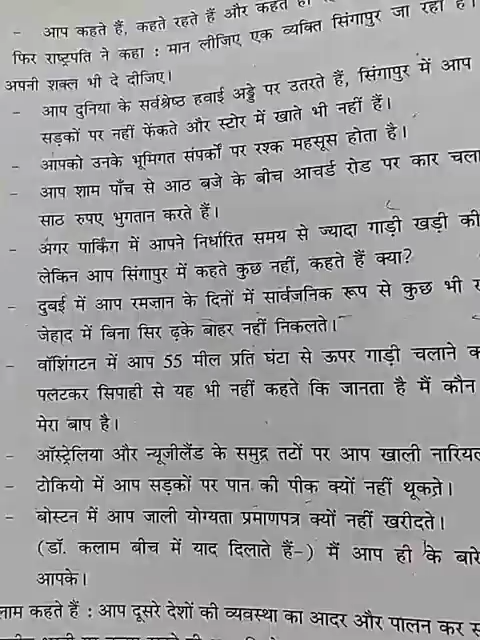 - आप कहते हैं, कहते रहते हैं और कहते ही
फिर राष्ट्रपति ने कहा : मान लीजिए एक व्यक्ति सिंगापुर जा रहा है।
अपनी शक्ल भी दे दीजिए।
- आप दुनिया के सर्वश्रेष्ठ हवाई अड्डे पर उतरते हैं, सिंगापुर में आप
सड़कों पर नहीं फेंकते और स्टोर में खाते भी नहीं हैं।
- आपको उनके भूमिगत संपर्कों पर रश्क महसूस होता है।
- आप शाम पाँच से आठ बजे के बीच आचर्ड रोड पर कार चला
साठ रुपए भुगतान करते हैं।
- अगर पार्किंग में आपने निर्धारित समय से ज्यादा गाड़ी खड़ी की
लेकिन आप सिंगापुर में कहते कुछ नहीं, कहते हैं क्या?
- दुबई में आप रमजान के दिनों में सार्वजनिक रूप से कुछ भी
जेहाद में बिना सिर ढ़के बाहर नहीं निकलते।
- वॉशिंगटन में आप 55 मील प्रति घंटा से ऊपर गाड़ी चलाने
पलटकर सिपाही से यह भी नहीं कहते कि जानता है मैं कौन
मेरा बाप है।
- ऑस्ट्रेलिया और न्यूजीलैंड के समुद्र तटों पर आप खाली नारियल
- टोकियो में आप सड़कों पर पान की पीक क्यों नहीं थूकते।
- बोस्टन में आप जाली योग्यता प्रमाणपत्र क्यों नहीं खरीदते।
(डॉ. कलाम बीच में याद दिलाते हैं-) मैं आप ही के बारे
आपके।
लाम कहते हैं : आप दूसरे देशों की व्यवस्था का आदर और पालन कर